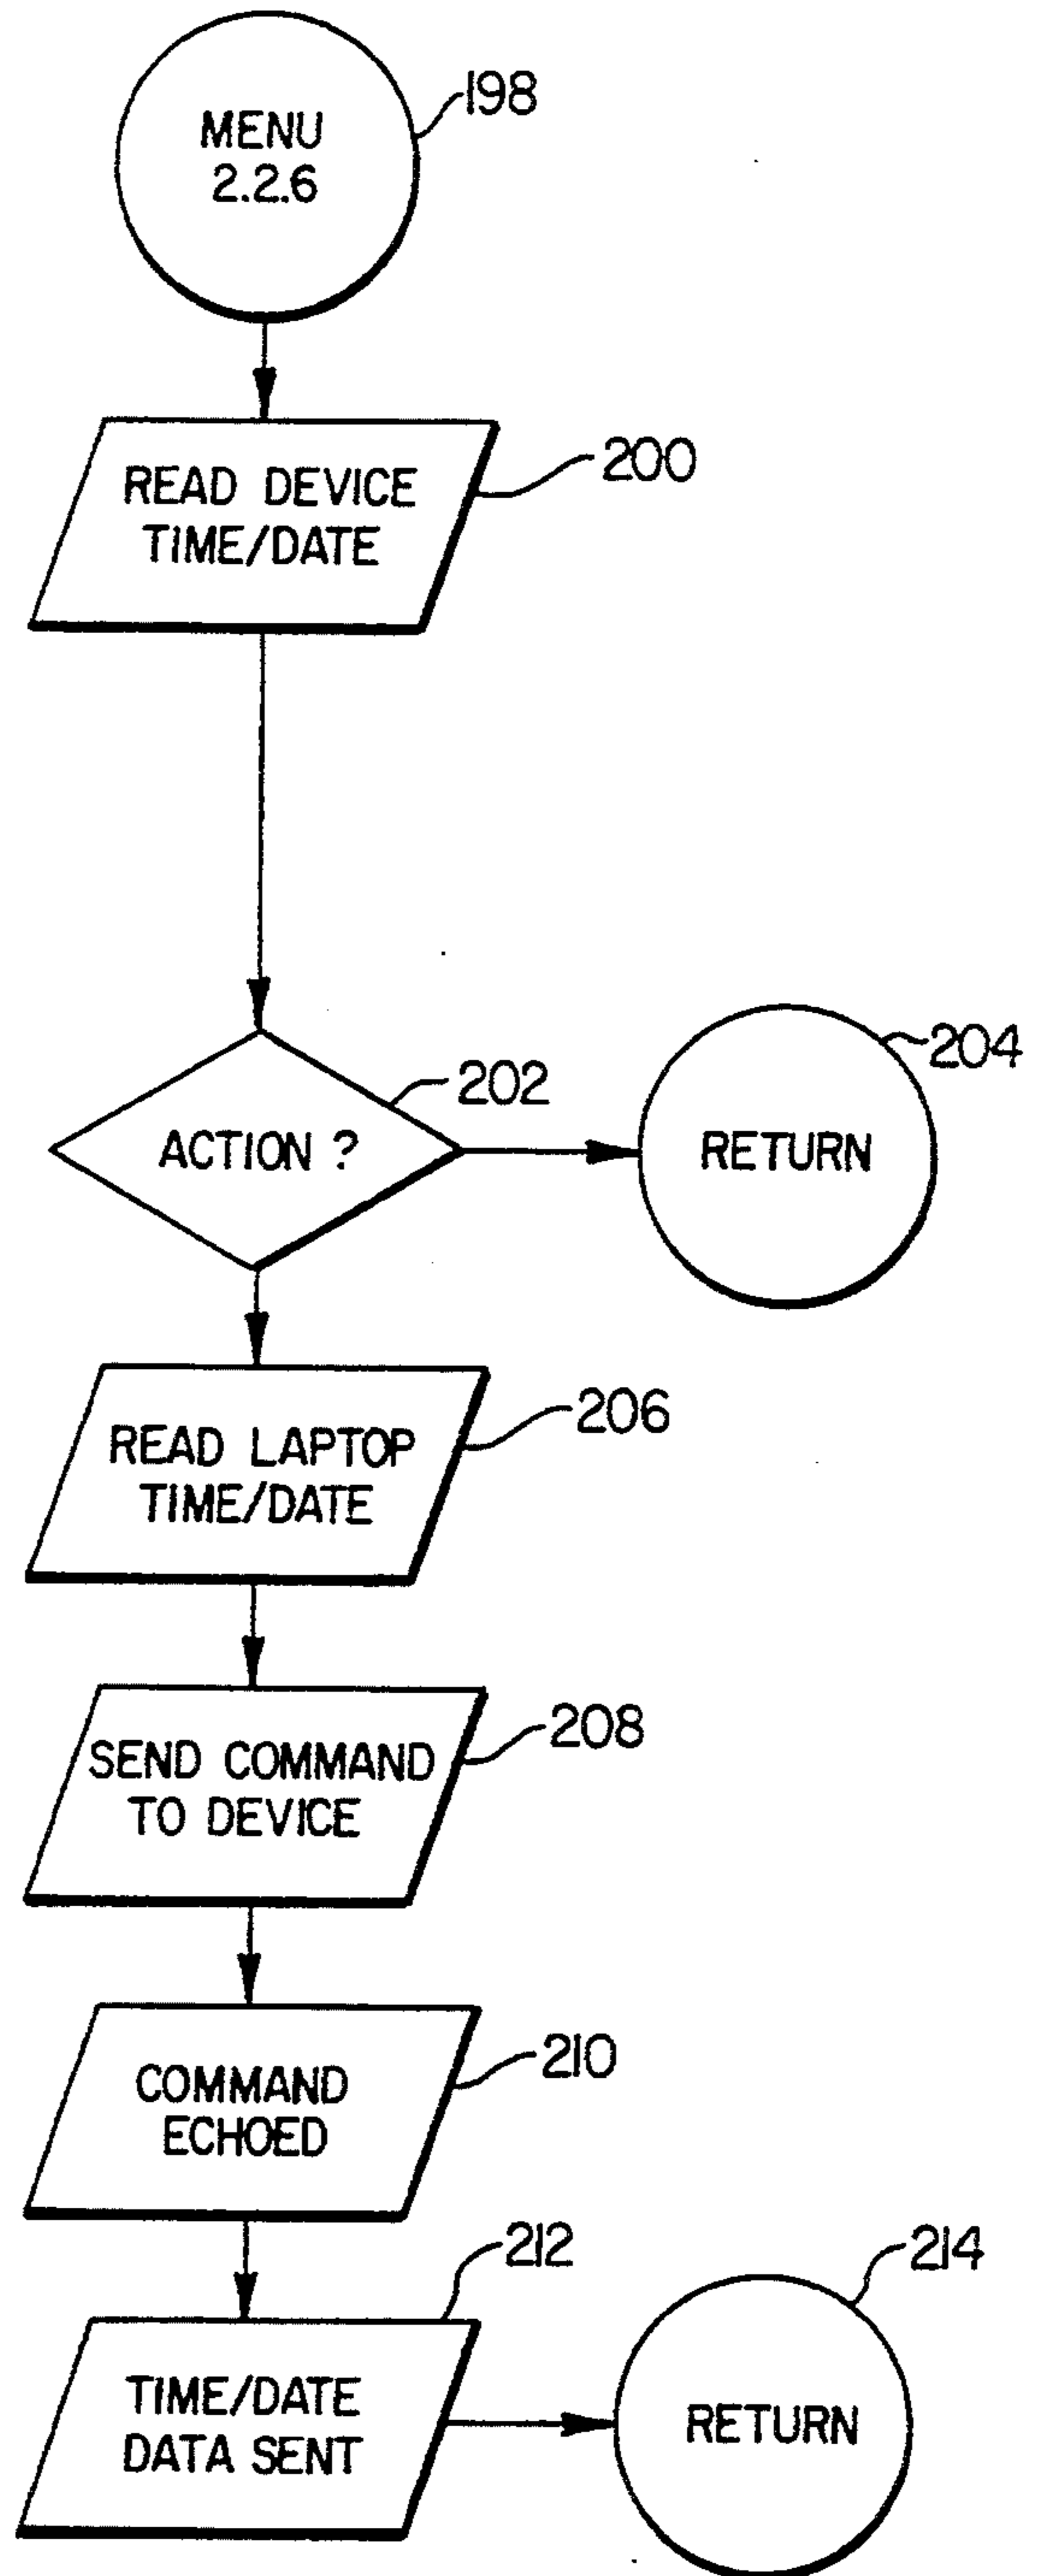 198
MENU
2.2.6
200
READ DEVICE
TIME/DATE
202
ACTION ?
204
RETURN
206
READ LAPTOP
TIME/DATE
208
SEND COMMAND
TO DEVICE
210
COMMAND
ECHOED
212
TIME/DATE
DATA SENT
214
RETURN